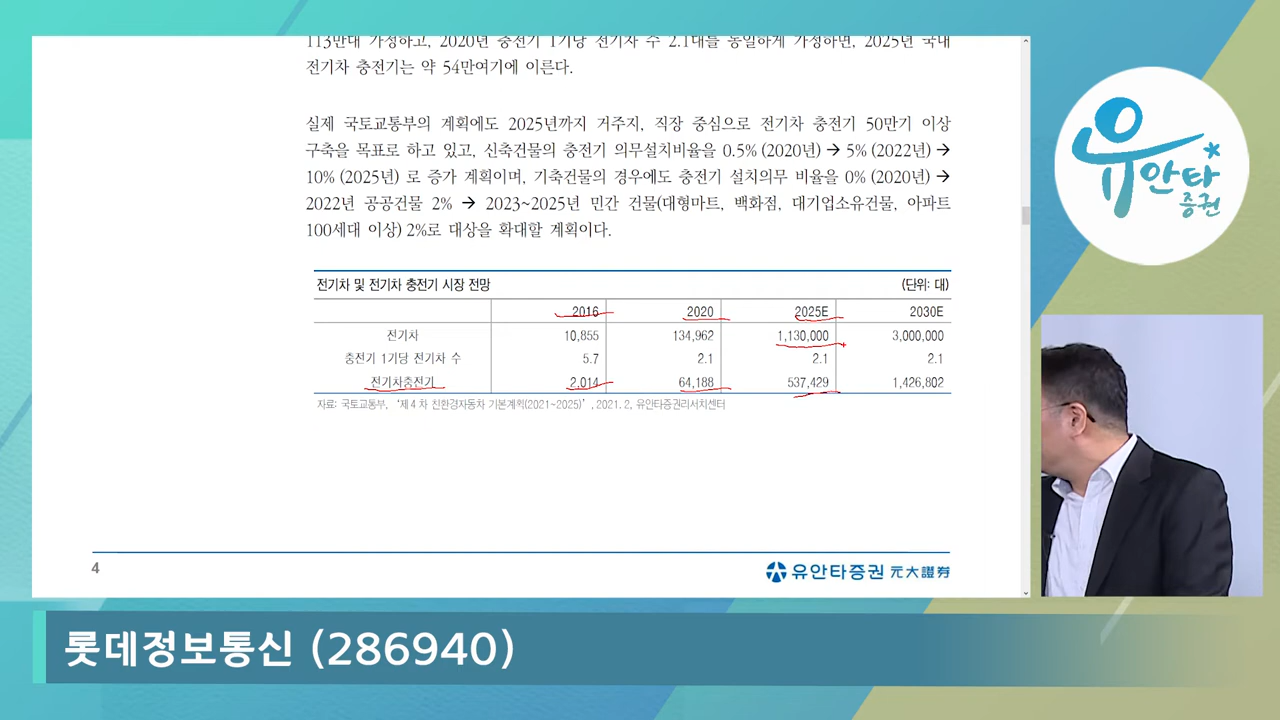 113만대 가정하고, 2020년 충전기 1기당 전기차 수 2.1대를 동일하게 가정하면, 2025년 국내
전기차 충전기는 약 54만여기에 이른다.
실제 국토교통부의 계획에도 2025년까지 거주지, 직장 중심으로 전기차 충전기 50만기 이상
구축을 목표로 하고 있고, 신축건물의 충전기 의무설치비율을 0.5% (2020년) → 5% (2022년) →
10% (2025년) 로 증가 계획이며, 기축건물의 경우에도 충전기 설치의무 비율을 0% (2020년) →
2022년 공공건물 2% → 2023~2025년 민간 건물(대형마트, 백화점, 대기업소유건물, 아파트
100세대 이상) 2%로 대상을 확대할 계획이다.
전기차 및 전기차 충전기 시장 전망 (단위: 대)
2016 2020 2025E 2030E
전기차 10,855 134,962 1,130,000 3,000,000
충전기 1기당 전기차 수 5.7 2.1 2.1 2.1
전기차충전기 2,014 64,188 537,429 1,426,802
자료: 국토교통부, ‘제 4 차 친환경자동차 기본계획(2021~2025)’, 2021. 2, 유안타증권리서치센터
4
유안타증권 元大證券
유안타
증권
롯데정보통신 (286940)